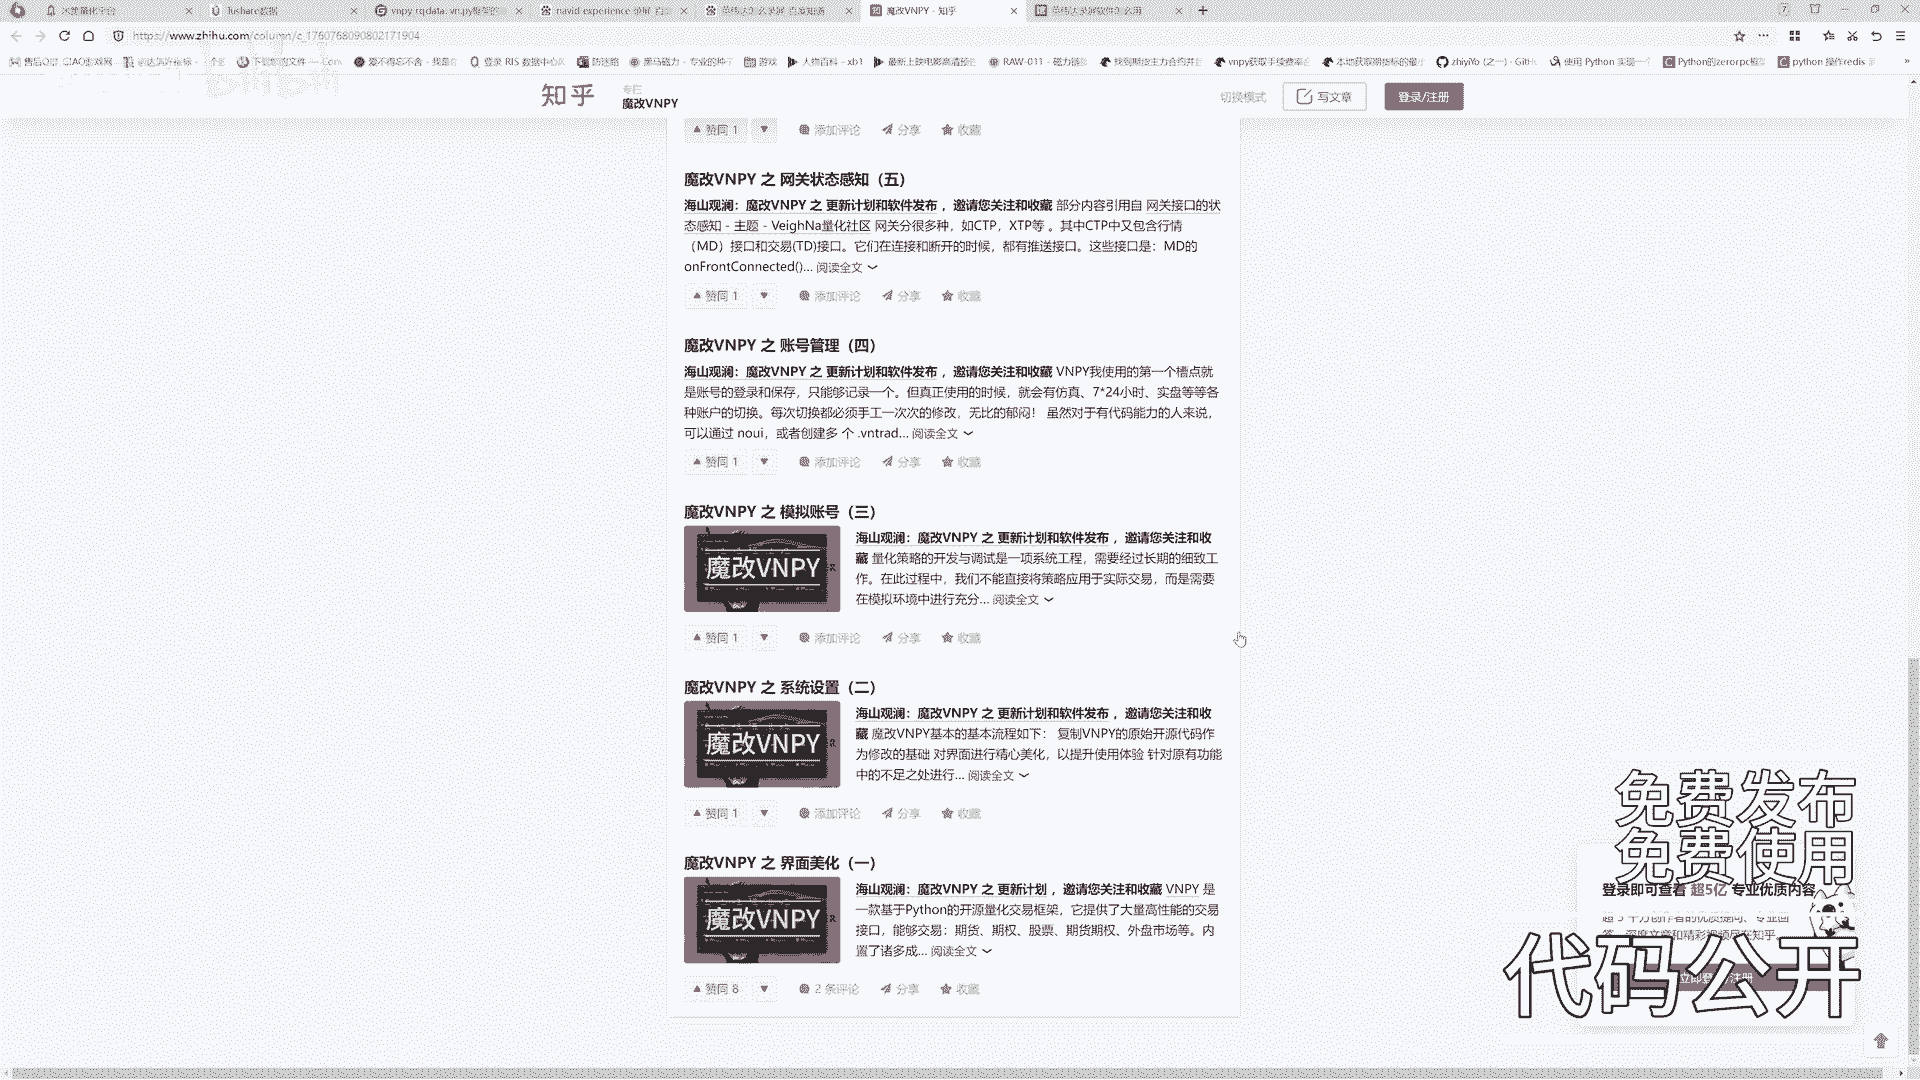 Tushare数据
魔改VNPY - 知乎
https://www.zhihu.com/column/c_1760768090802171904
知乎
专栏
魔改VNPY
切换模式
写文章
登录/注册
赞同 1 添加评论 分享 收藏
魔改VNPY 之 网关状态感知（五）
海山观澜：魔改VNPY 之 更新计划和软件发布 ，邀请您关注和收藏 部分内容引用自 网关接口的状
态感知 - 主题 - VeighNa量化社区 网关分很多种，如CTP，XTP等 。其中CTP中又包含行情
（MD）接口和交易(TD)接口。它们在连接和断开的时候，都有推送接口。这些接口是：MD的
onFrontConnected()... 阅读全文
赞同 1 添加评论 分享 收藏
魔改VNPY 之 账号管理（四）
海山观澜：魔改VNPY 之 更新计划和软件发布 ，邀请您关注和收藏 VNPY我使用的第一个槽点就
是账号的登录和保存，只能够记录一个。但真正使用的时候，就会有仿真、7*24小时、实盘等等各
种账户的切换。每次切换都必须手工一次次的修改，无比的郁闷！ 虽然对于有代码能力的人来说，
可以通过 noui，或者创建多 个 .vntrad... 阅读全文
赞同 1 添加评论 分享 收藏
魔改VNPY 之 模拟账号（三）
魔改VNPY
海山观澜：魔改VNPY 之 更新计划和软件发布 ，邀请您关注和收
藏 量化策略的开发与调试是一项系统工程，需要经过长期的细致工
作。在此过程中，我们不能直接将策略应用于实际交易，而是需要
在模拟环境中进行充分... 阅读全文
赞同 1 添加评论 分享 收藏
魔改VNPY 之 系统设置（二）
魔改VNPY
海山观澜：魔改VNPY 之 更新计划和软件发布 ，邀请您关注和收
藏 魔改VNPY基本的基本流程如下： 复制VNPY的原始开源代码作
为修改的基础 对界面进行精心美化，以提升使用体验 针对原有功能
中的不足之处进行... 阅读全文
赞同 1 添加评论 分享 收藏
魔改VNPY 之 界面美化（一）
魔改VNPY
海山观澜：魔改VNPY 之 更新计划 ，邀请您关注和收藏 VNPY 是
一款基于Python的开源量化交易框架，它提供了大量高性能的交易
接口，能够交易：期货、期权、股票、期货期权、外盘市场等。内
置了诸多成... 阅读全文
赞同 8 2 条评论 分享 收藏
免费发布
免费使用
登录即可查看 超5亿 专业优质内容
代码公开